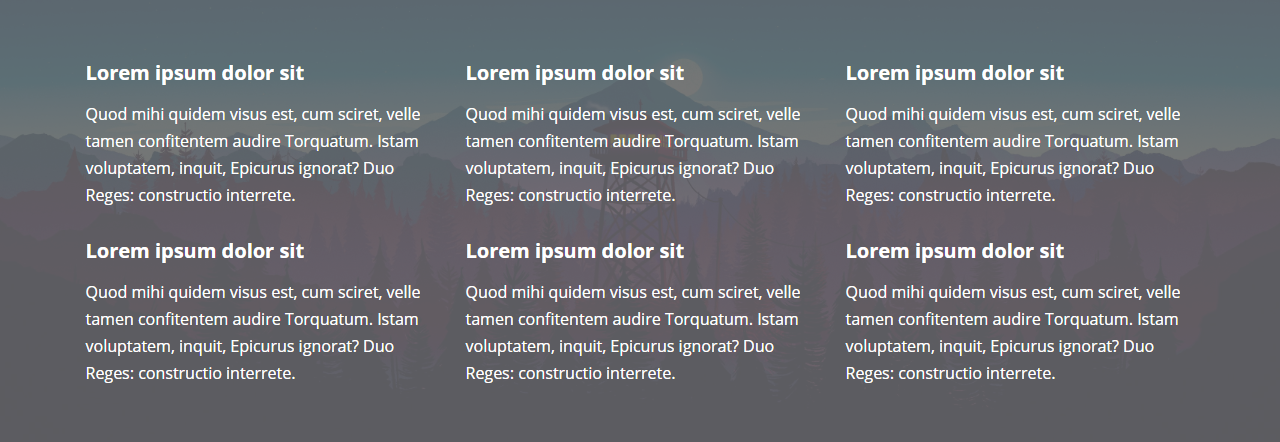 Lorem ipsum dolor sit
Quod mihi quidem visus est, cum sciret, velle
tamen confitentem audire Torquatum. Istam
voluptatem, inquit, Epicurus ignorat? Duo
Reges: constructio interrete.
Lorem ipsum dolor sit
Quod mihi quidem visus est, cum sciret, velle
tamen confitentem audire Torquatum. Istam
voluptatem, inquit, Epicurus ignorat? Duo
Reges: constructio interrete.
Lorem ipsum dolor sit
Quod mihi quidem visus est, cum sciret, velle
tamen confitentem audire Torquatum. Istam
voluptatem, inquit, Epicurus ignorat? Duo
Reges: constructio interrete.
Lorem ipsum dolor sit
Quod mihi quidem visus est, cum sciret, velle
tamen confitentem audire Torquatum. Istam
voluptatem, inquit, Epicurus ignorat? Duo
Reges: constructio interrete.
Lorem ipsum dolor sit
Quod mihi quidem visus est, cum sciret, velle
tamen confitentem audire Torquatum. Istam
voluptatem, inquit, Epicurus ignorat? Duo
Reges: constructio interrete.
Lorem ipsum dolor sit
Quod mihi quidem visus est, cum sciret, velle
tamen confitentem audire Torquatum. Istam
voluptatem, inquit, Epicurus ignorat? Duo
Reges: constructio interrete.